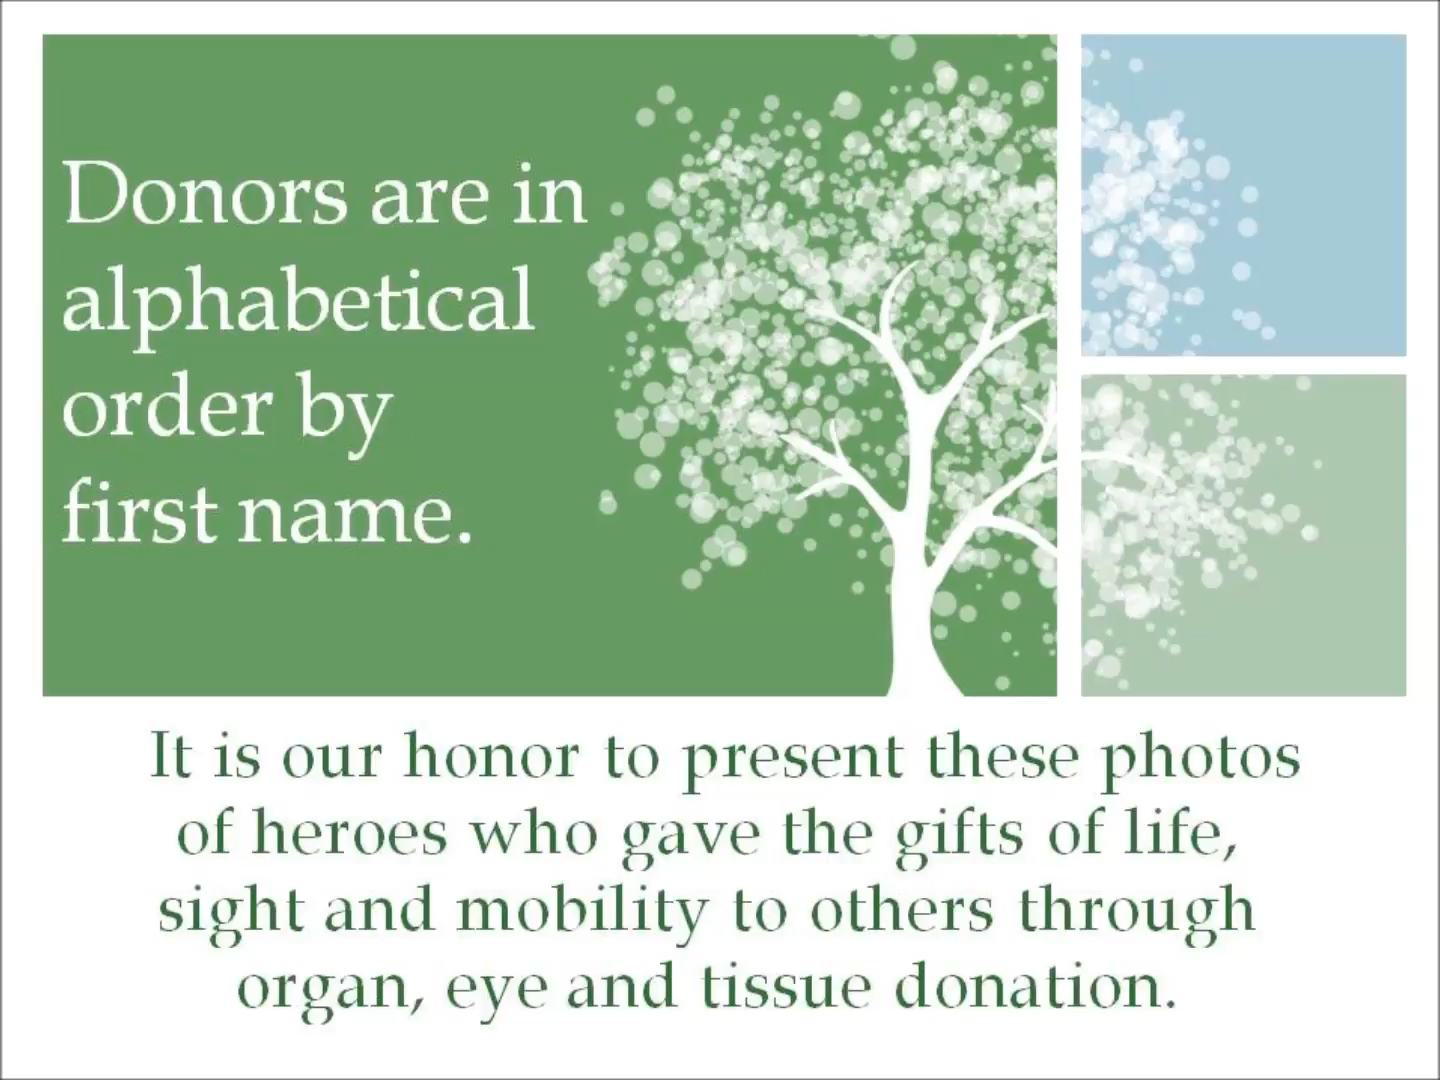 Donors are in
alphabetical
order by
first name.
It is our honor to present these photos
of heroes who gave the gifts of life,
sight and mobility to others through
organ, eye and tissue donation.